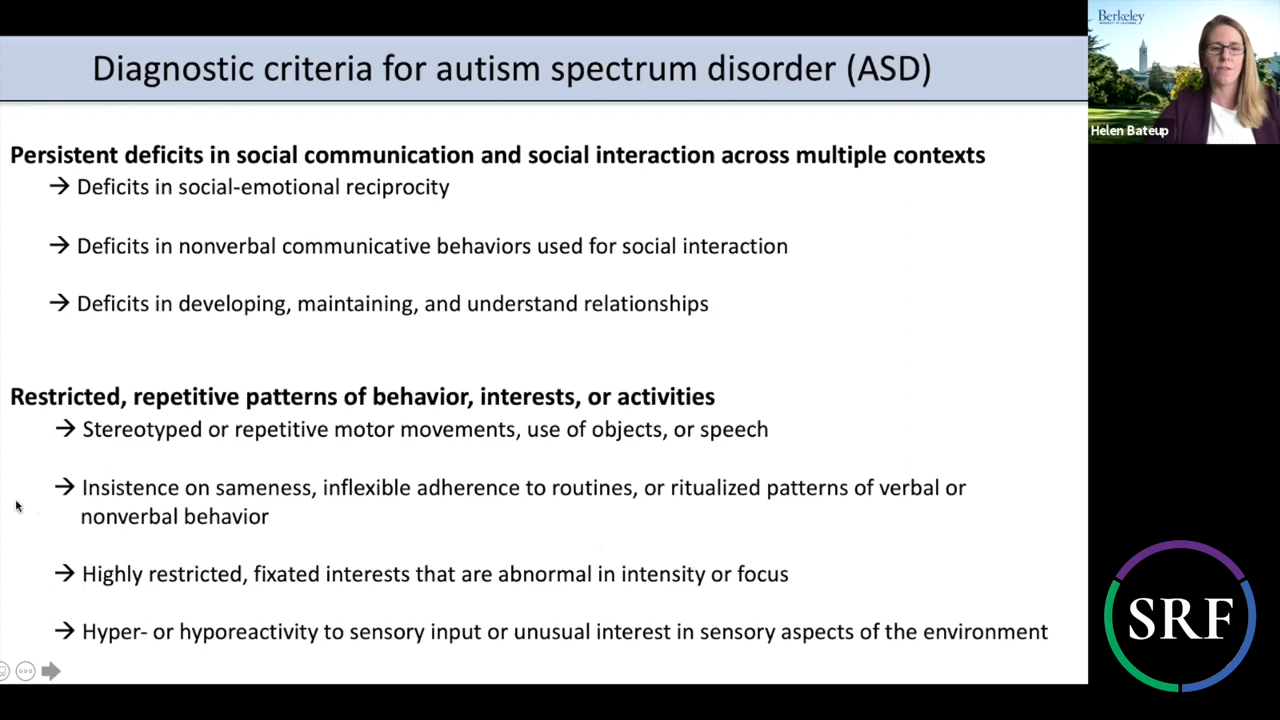 Diagnostic criteria for autism spectrum disorder (ASD)
Persistent deficits in social communication and social interaction across multiple contexts
→ Deficits in social-emotional reciprocity
→ Deficits in nonverbal communicative behaviors used for social interaction
→ Deficits in developing, maintaining, and understand relationships
Restricted, repetitive patterns of behavior, interests, or activities
→ Stereotyped or repetitive motor movements, use of objects, or speech
→ Insistence on sameness, inflexible adherence to routines, or ritualized patterns of verbal or
nonverbal behavior
→ Highly restricted, fixated interests that are abnormal in intensity or focus
→ Hyper- or hyporeactivity to sensory input or unusual interest in sensory aspects of the environment
Berkeley
Helen Bateup
SRF